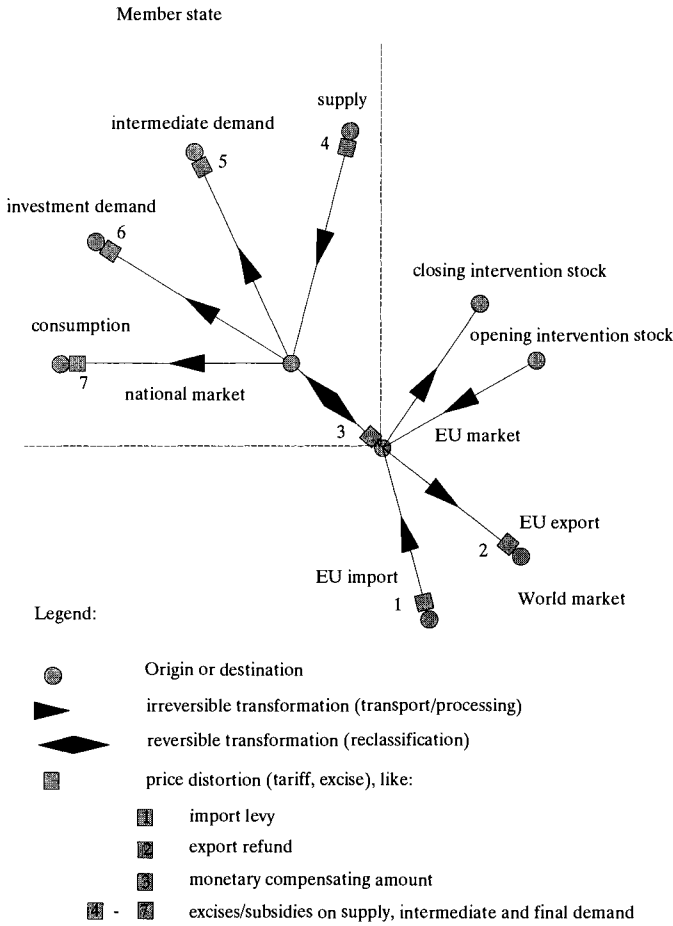 Member state
supply
4
intermediate demand
5
investment demand
6
closing intervention stock
consumption
opening intervention stock
7
national market
3
EU market
EU export
2
EU import
1
World market
Legend:
Origin or destination
irreversible transformation (transport/processing)
reversible transformation (reclassification)
price distortion (tariff, excise), like:
1 import levy
2 export refund
3 monetary compensating amount
4 - 7 excises/subsidies on supply, intermediate and final demand